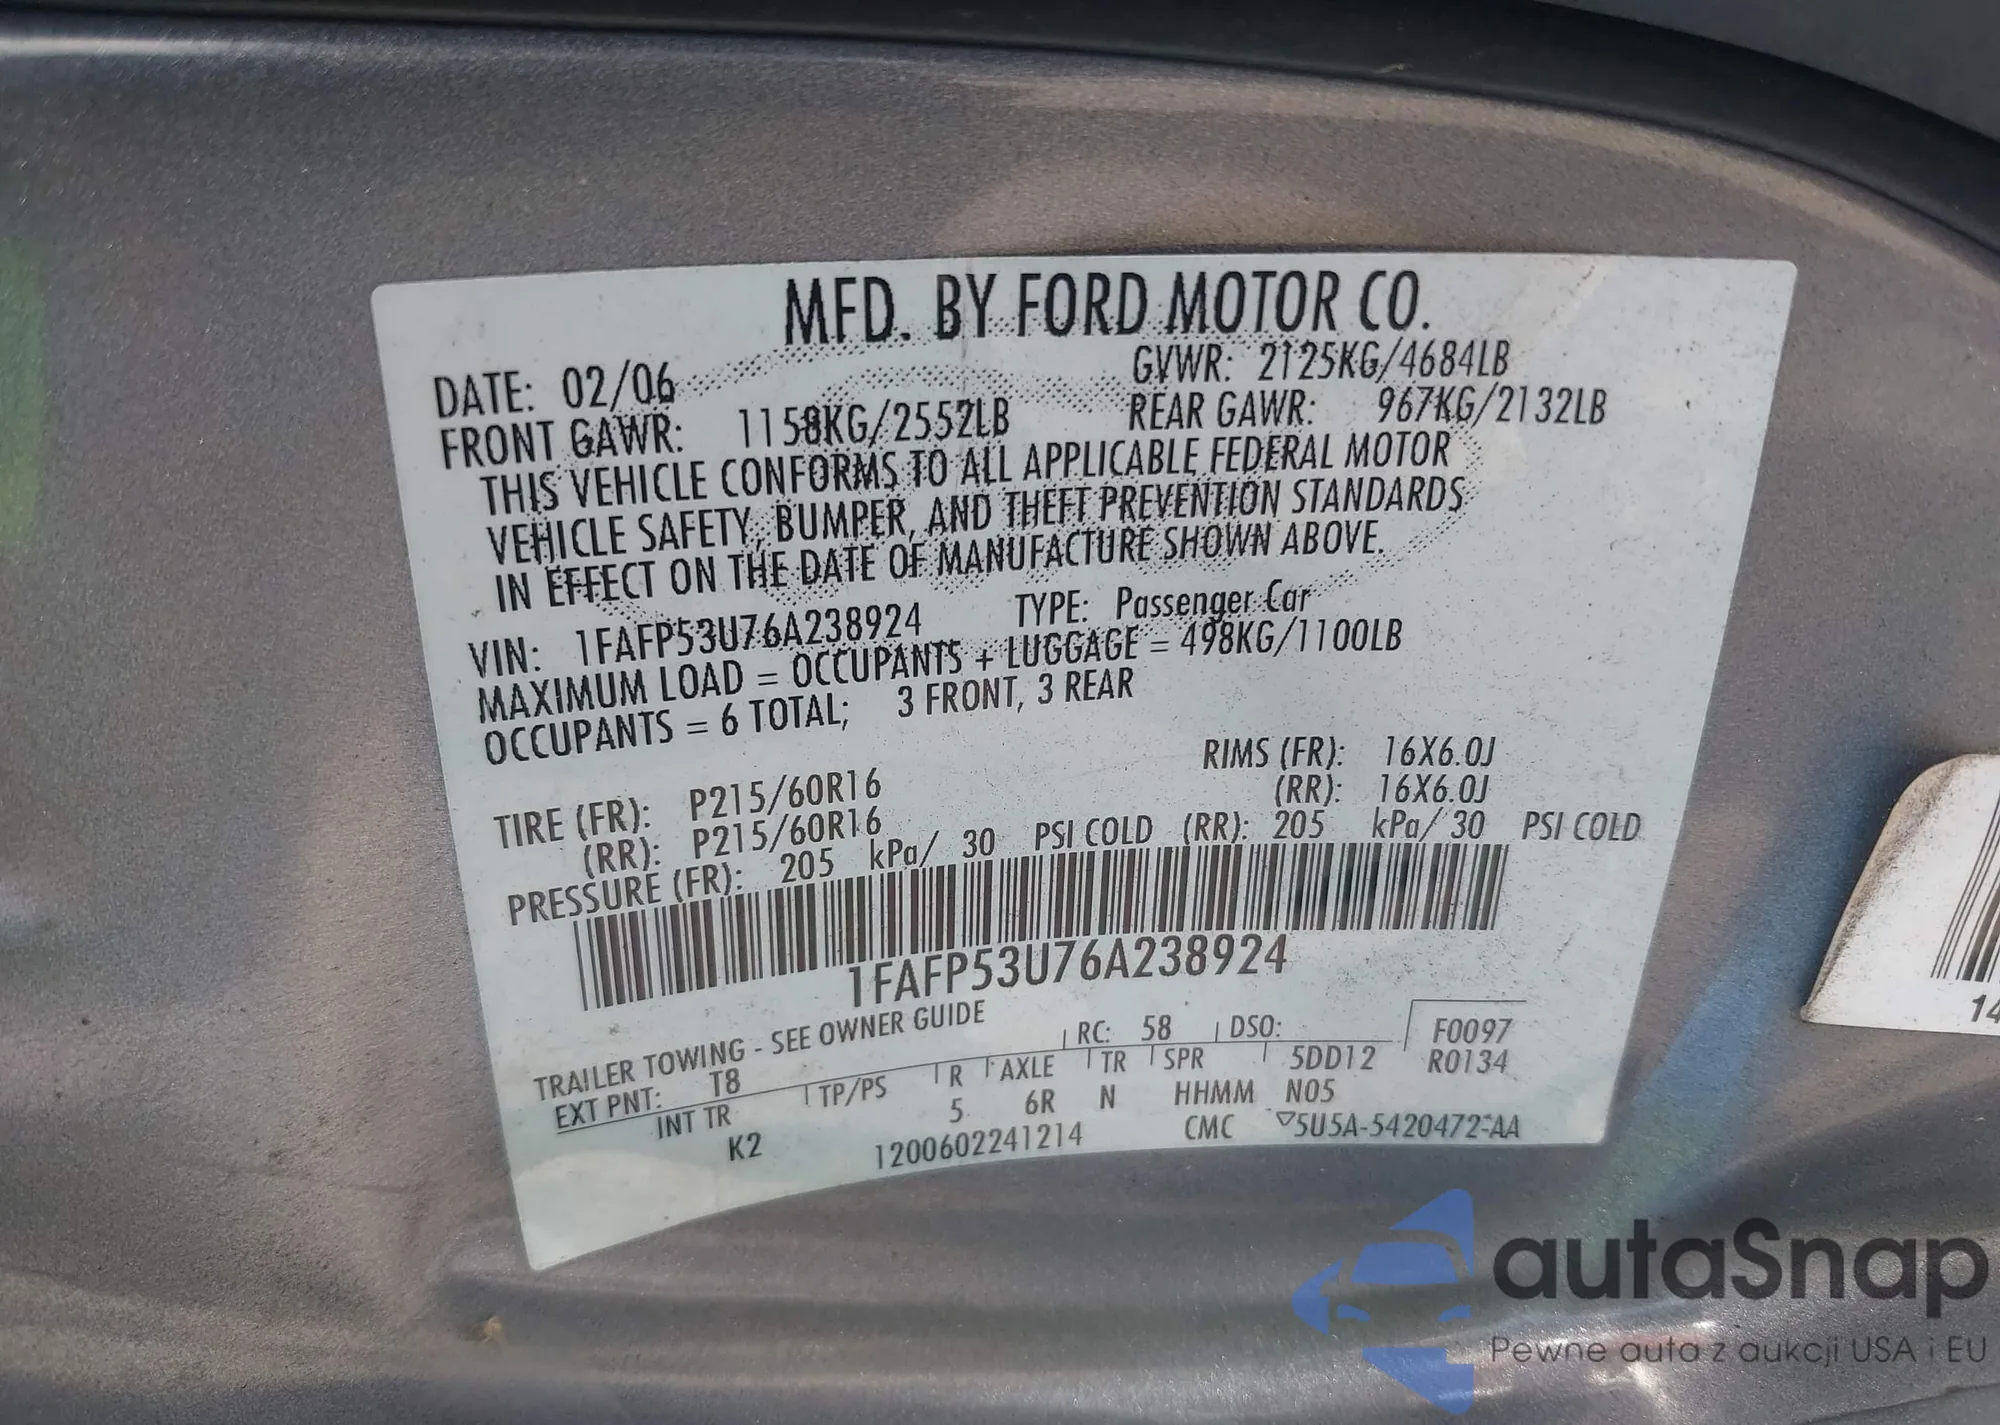 MFD. BY FORD MOTOR CO.
DATE: 02/06 GVWR: 2125KG/4684LB
FRONT GAWR: 1158KG/2552LB REAR GAWR: 967KG/2132LB
THIS VEHICLE CONFORMS TO ALL APPLICABLE FEDERAL MOTOR
VEHICLE SAFETY, BUMPER, AND THEFT PREVENTION STANDARDS
IN EFFECT ON THE DATE OF MANUFACTURE SHOWN ABOVE.
VIN: 1FAFP53U76A238924 TYPE: Passenger Car
MAXIMUM LOAD = OCCUPANTS + LUGGAGE = 498KG/1100LB
OCCUPANTS = 6 TOTAL; 3 FRONT, 3 REAR
TIRE (FR): P215/60R16 RIMS (FR): 16X6.0J
(RR): P215/60R16 (RR): 16X6.0J
PRESSURE (FR): 205 kPa/ 30 PSI COLD (RR): 205 kPa/ 30 PSI COLD
1FAFP53U76A238924
TRAILER TOWING - SEE OWNER GUIDE
EXT PNT: T8 RC: 58 DSO: F0097
INT TR TP/PS R AXLE TR SPR 5DD12 R0134
K2 5 6R N HHMM N05
1200602241214 CMC ▽5U5A-5420472-AA
14
autaSnap
Pewne auta z aukcji USA i EU